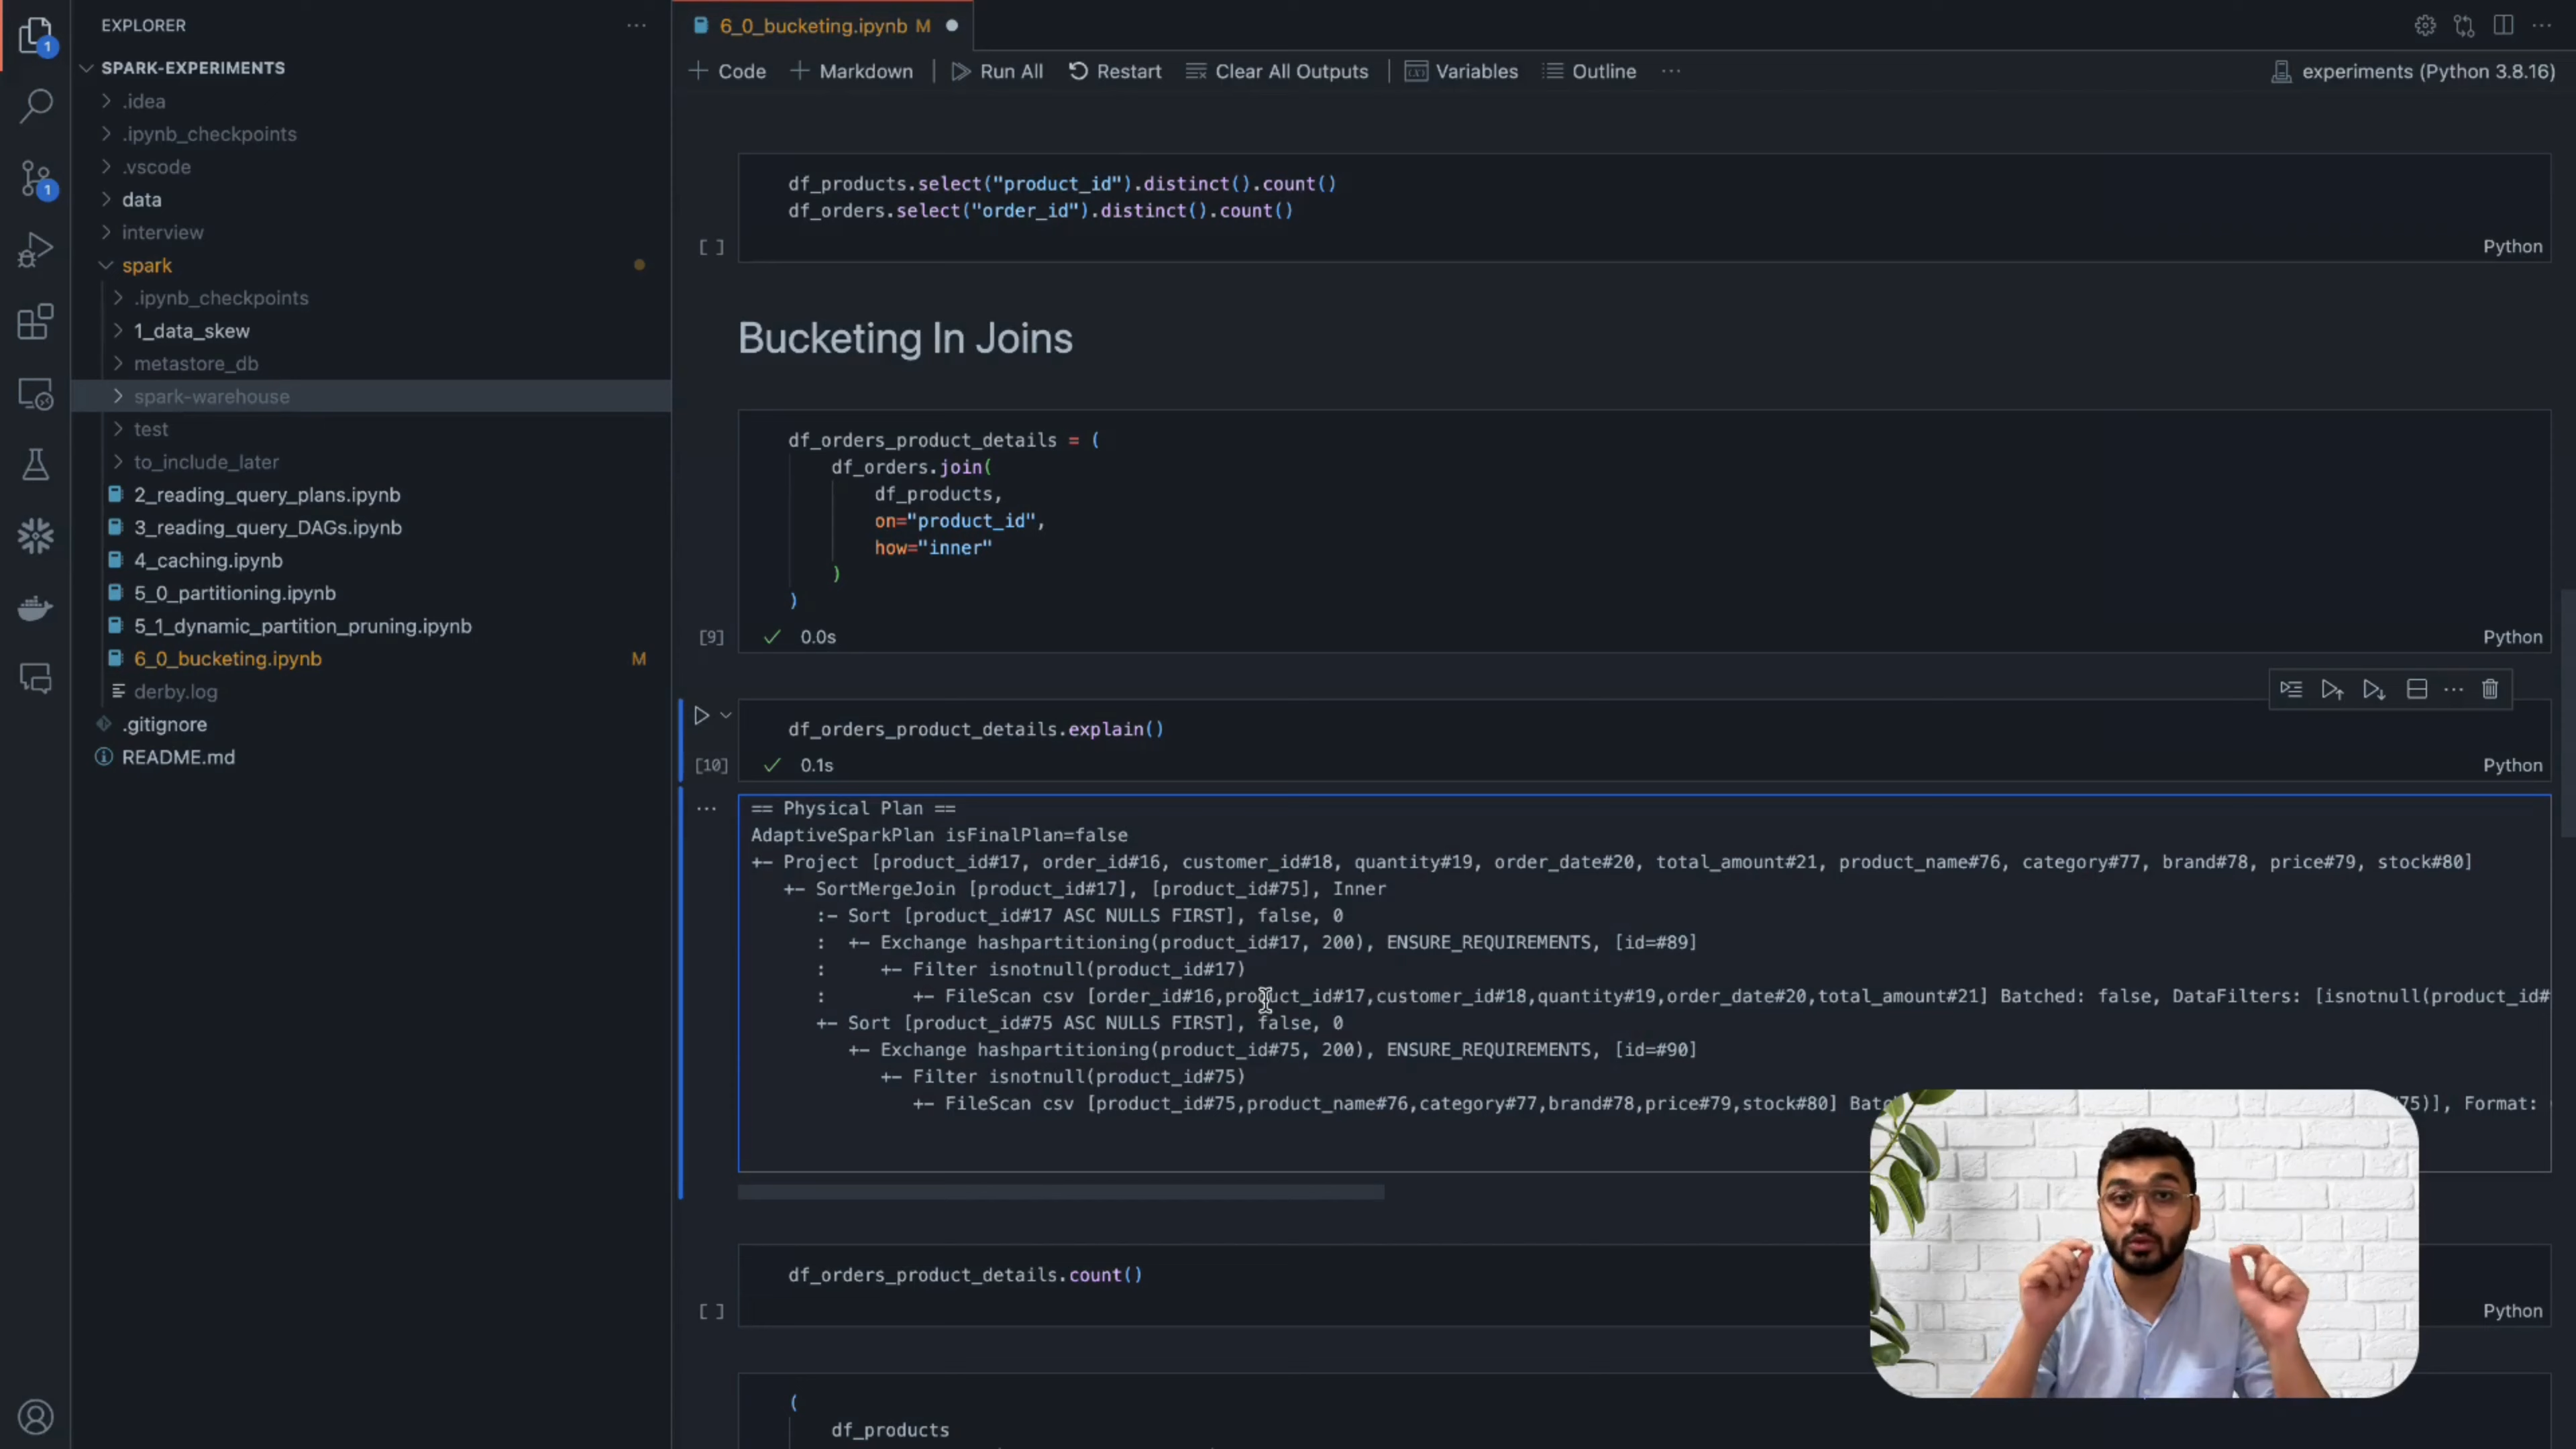 EXPLORER
SPARK-EXPERIMENTS
.idea
.ipynb_checkpoints
.vscode
data
interview
spark
.ipynb_checkpoints
1_data_skew
metastore_db
spark-warehouse
test
to_include_later
2_reading_query_plans.ipynb
3_reading_query_DAGs.ipynb
4_caching.ipynb
5_0_partitioning.ipynb
5_1_dynamic_partition_pruning.ipynb
6_0_bucketing.ipynb M
derby.log
.gitignore
README.md
1
1
6_0_bucketing.ipynb M
+ Code + Markdown Run All Restart Clear All Outputs Variables Outline ... experiments (Python 3.8.16)
df_products.select("product_id").distinct().count()
df_orders.select("order_id").distinct().count()
[ ] Python
Bucketing In Joins
df_orders_product_details = (
df_orders.join(
df_products,
on="product_id",
how="inner"
)
)
[9] ✓ 0.0s Python
df_orders_product_details.explain()
[10] ✓ 0.1s Python
== Physical Plan ==
AdaptiveSparkPlan isFinalPlan=false
+- Project [product_id#17, order_id#16, customer_id#18, quantity#19, order_date#20, total_amount#21, product_name#76, category#77, brand#78, price#79, stock#80]
+- SortMergeJoin [product_id#17], [product_id#75], Inner
:- Sort [product_id#17 ASC NULLS FIRST], false, 0
: +- Exchange hashpartitioning(product_id#17, 200), ENSURE_REQUIREMENTS, [id=#89]
: +- Filter isnotnull(product_id#17)
: +- FileScan csv [order_id#16,product_id#17,customer_id#18,quantity#19,order_date#20,total_amount#21] Batched: false, DataFilters: [isnotnull(product_id#
+- Sort [product_id#75 ASC NULLS FIRST], false, 0
+- Exchange hashpartitioning(product_id#75, 200), ENSURE_REQUIREMENTS, [id=#90]
+- Filter isnotnull(product_id#75)
+- FileScan csv [product_id#75,product_name#76,category#77,brand#78,price#79,stock#80] Bat 75)], Format:
df_orders_product_details.count()
[ ] Python
(
df_products